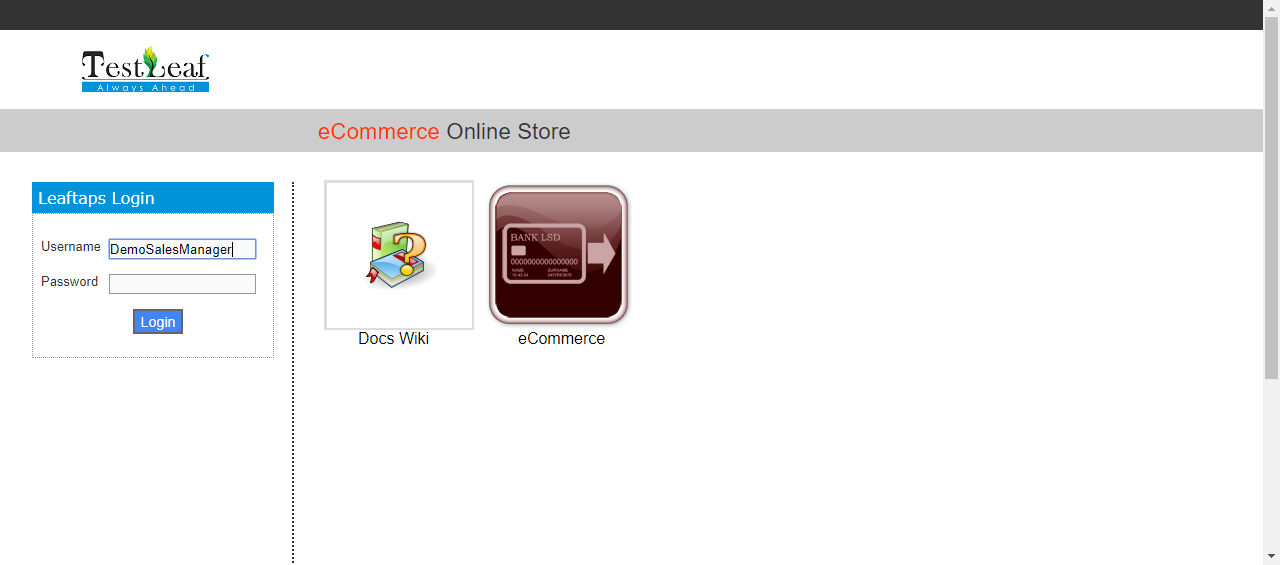 TestLeaf
Always Ahead
eCommerce Online Store
Leaftaps Login
Username DemoSalesManager
Password
Login
BANK LSD
0000000000000000
NAME SURNAME
Docs Wiki
eCommerce